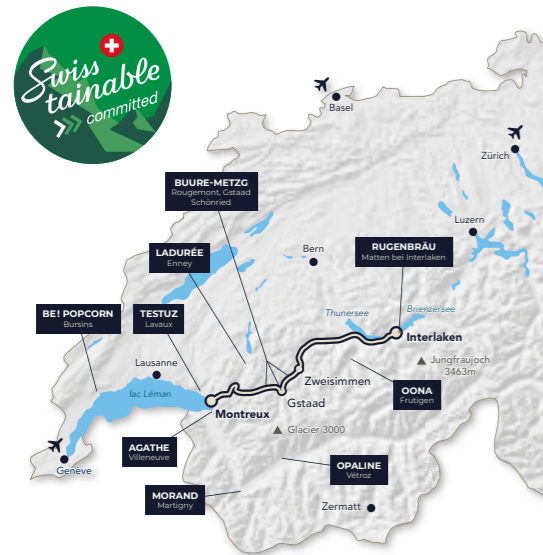 Swiss
tainable
committed
Basel
Zürich
BUURE-METZG
Rougemont, Gstaad
Schönried
Luzern
LADURÉE
Enney
Bern
RUGENBRÄU
Matten bei Interlaken
BE! POPCORN
Bursins
TESTUZ
Lavaux
Thunersee
Brienzersee
Interlaken
Lausanne
Jungfraujoch
3463m
Zweisimmen
lac Léman
OONA
Frutigen
Gstaad
Montreux
Glacier 3000
AGATHE
Villeneuve
Genève
OPALINE
Vétroz
MORAND
Martigny
Zermatt